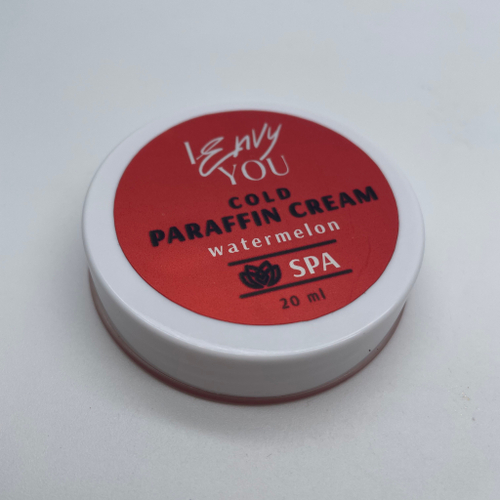 I Envy
YOU
COLD
PARAFFIN CREAM
watermelon
SPA
20 ml